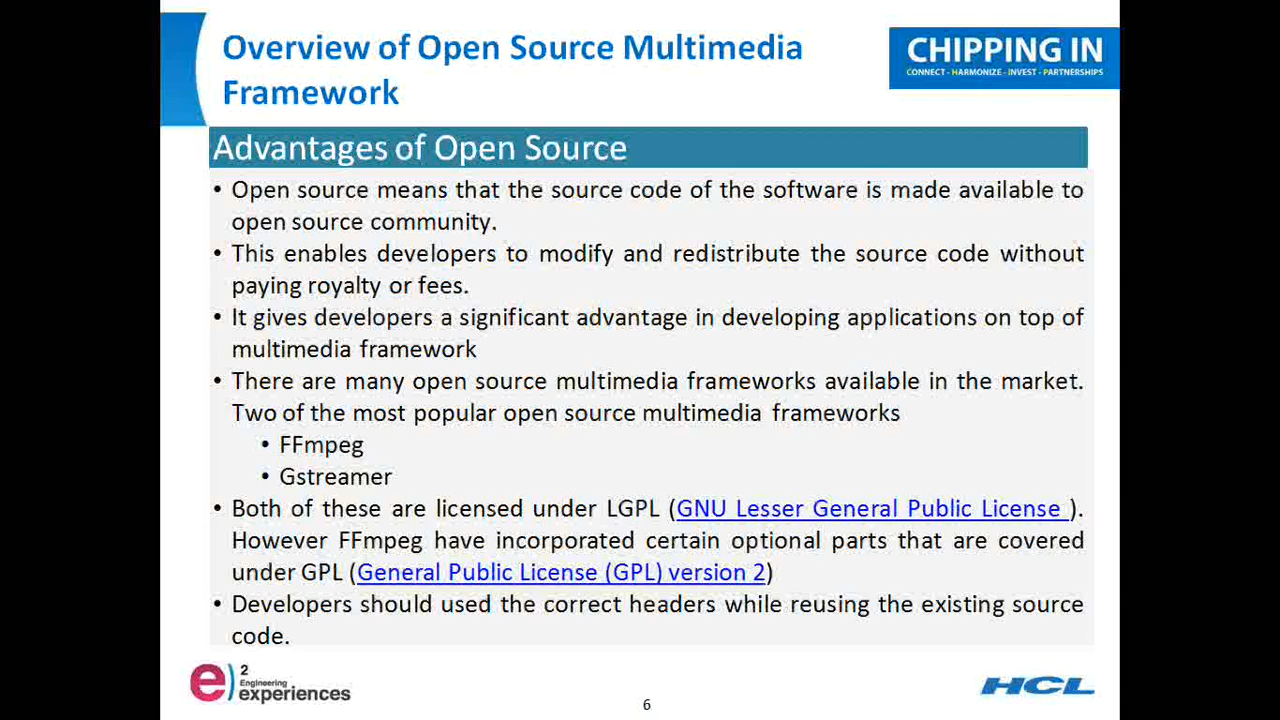 Overview of Open Source Multimedia
Framework
CHIPPING IN
CONNECT - HARMONIZE - INVEST - PARTNERSHIPS
Advantages of Open Source
• Open source means that the source code of the software is made available to
open source community.
• This enables developers to modify and redistribute the source code without
paying royalty or fees.
• It gives developers a significant advantage in developing applications on top of
multimedia framework
• There are many open source multimedia frameworks available in the market.
Two of the most popular open source multimedia frameworks
• FFmpeg
• Gstreamer
• Both of these are licensed under LGPL (GNU Lesser General Public License ).
However FFmpeg have incorporated certain optional parts that are covered
under GPL (General Public License (GPL) version 2)
• Developers should used the correct headers while reusing the existing source
code.
e) 2
Engineering
experiences
6
HCL